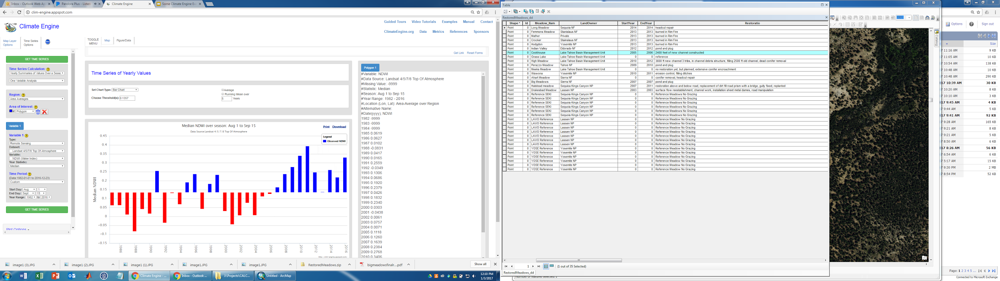 Inbox - Outlook Web Ap
Pandora Plus - Listen
Climate Engine
Some Climate Engine Exa
clim-engine.appspot.com
Climate Engine
Guided Tours Video Tutorials Examples Manual Contact
ClimateEngine.org Data Metrics References Sponsors
Map Layer Options
Time Series Options
TOGGLE MENU
Map
Figure/Data
Get Link Reset Forms
GET TIME SERIES
Time Series Calculation:
Yearly Summaries of Values Over a Seasc
One Variable Analysis
Region:
Area Averages
Area of Interest:
Polygon
Variable 1
Variable 1
Type:
Remote Sensing
Dataset:
Landsat 4/5/7/8 Top Of Atmosphere
Variable:
NDWI (Water Index)
Year Statistic:
Median
Time Period
(Data:1982-01-01 to 2016-12-23)
Custom
Start Day: Aug 1
End Day: Sept 15
Year Range: 1982 to 2016
GET TIME SERIES
Plot Options
Time Series of Yearly Values
Set Chart Type: Bar Chart
Choose Threshold(s): 0.1357
Average
Running Mean over
5 Years
Median NDWI over season: Aug 1 to Sep 15
Data Source Landsat 4/5/7/8 Top Of Atmosphere
Print Download
Legend
Observed NDWI
Median NDWI
0.45
0.4
0.35
0.3
0.25
0.2
0.15
0.1
0.05
0
−0.05
−0.1
−0.15
1986 1988 1990 1992 1994 1996 1998 2000 2002 2004 2006 2008 2010 2012 2014 2016
http://clim-engine.appspot.com/
Polygon 1
#Variable: NDWI
#Data Source: Landsat 4/5/7/8 Top Of Atmosphere
#Missing Value: -9999
#Statistic: Median
#Season: Aug 1 to Sep 15
#Year Range: 1982 - 2016
#Location (Lon, Lat): Area-Average over Region
#Alternative Name:
#Date(yyyy), NDWI
1982 -9999
1983 -9999
1984 -9999
1985 0.0619
1986 0.0627
1987 0.0102
1988 -0.0831
1989 0.0417
1990 0.0165
1991 0.2559
1992 -0.0349
1993 0.1306
1994 0.0686
1995 0.1920
1996 0.2379
1997 0.0426
1998 0.1832
1999 0.2340
2000 0.0303
2001 -0.0438
2002 0.0061
2003 0.0757
2004 0.0071
2005 0.1118
2006 0.1260
2007 0.1639
2008 0.2384
2009 0.2768
2010 0.3406
image1 (3).JPG
image1 (2).JPG
image1 (1).JPG
image1.JPG
image1.JPG
RestoredMeadows.zip
bigmeadowsfinalr....pdf
Show all
Climate Engine - ...
Inbox - Outlook ...
J:\Projects\CALC...
Untitled - ArcMap
12:10 PM
1/3/2017
Table
RestoredMeadows_dd
Shape * Id Meadow_Nam LandOwner StartYear EndYear Restoratio
Point 0 Long Meadow Sequoia NF 2014 2014 headcut repair
Point 0 Femmons Meadow Stanislaus NF 2013 2013 burned in Rim Fire
Point 0 Mather Private 2013 2013 burned in Rim Fire
Point 0 Crocker Stainslaus NF 2013 2013 burned in Rim Fire
Point 0 Hodgdon Yosemite NP 2013 2013 burned in Rim Fire
Point 0 Indian Valley Eldorado NF 2012 2012 pond and plug
Point 0 Cookhouse Lake Tahoe Basin Management Unit 2005 2006 2400 feet of new channel constructed
Point 0 Grass Lake Lake Tahoe Basin Management Unit 0 0 reference
Point 0 High Meadow Lake Tahoe Basin Management Unit 2010 2012 3600 ft new channel 3 tribs, in channel debris structure, filling 2500 ft old channel, dead conifer removal
Point 0 Perazzo Meadow Tahoe NF 2009 2010 pond and plug
Point 0 Meeks Meadow Lake Tahoe Basin Management Unit 0 0 no restoration yet, but planned; extensive conifer encroachment
Point 0 Wawona Yosemite NP 2010 2011 erosion control, filling ditches
Point 0 Ahart Meadow Sierra NF 0 0 conifer removal, headcut repair
Point 0 Big Meadows Sierra NF 2007 2007 pond and plug
Point 0 Halstead meadow Sequoia Kings Canyon NP 2007 2011 restoration above and below road, replacement of dirt fill road prism with a bridge, gully fixed, replanted
Point 0 Drakesbad Meadow Lassen NP 2003 2003 surface flow reestablishment, channel work, installation sheet metal dames, road manipulation
Point 0 Reference SEKI Sequoia Kings Canyon NP 0 0 Reference Meadows No Grazing
Point 0 Reference SEKI Sequoia Kings Canyon NP 0 0 Reference Meadows No Grazing
Point 0 Reference SEKI Sequoia Kings Canyon NP 0 0 Reference Meadows No Grazing
Point 0 Reference SEKI Sequoia Kings Canyon NP 0 0 Reference Meadows No Grazing
Point 0 Reference SEKI Sequoia Kings Canyon NP 0 0 Reference Meadows No Grazing
Point 0 Reference SEKI Sequoia Kings Canyon NP 0 0 Reference Meadows No Grazing
Point 0 LAVO Reference Lassen NP 0 0 Reference Meadow No Grazing
Point 0 LAVO Reference Lassen NP 0 0 Reference Meadow No Grazing
Point 0 LAVO Reference Lassen NP 0 0 Reference Meadow No Grazing
Point 0 LAVO Reference Lassen NP 0 0 Reference Meadow No Grazing
Point 0 LAVO Reference Lassen NP 0 0 Reference Meadow No Grazing
Point 0 LAVO Reference Lassen NP 0 0 Reference Meadow No Grazing
Point 0 LAVO Reference Lassen NP 0 0 Reference Meadow No Grazing
Point 0 YOSE Reference Yosemite NP 0 0 Reference Meadow No Grazing
Point 0 YOSE Reference Yosemite NP 0 0 Reference Meadow No Grazing
Point 0 YOSE Reference Yosemite NP 0 0 Reference Meadow No Grazing
Point 0 YOSE Reference Yosemite NP 0 0 Reference Meadow No Grazing
Point 0 YOSE Reference Yosemite NP 0 0 Reference Meadow No Grazing
Point 0 YOSE Reference Yosemite NP 0 0 Reference Meadow No Grazing
1
(1 out of 35 Selected)
RestoredMeadows_dd
Number of features selected: 1
Catalog
Options
Sign out
Size
7 11:16 AM 9 KB
7 11:05 AM 10 KB
7 10:54 AM 138 KB
7 10:48 AM 10 KB
7 10:48 AM 290 KB
17 10:39 AM 30 KB
7 10:20 AM 8 KB
7 10:10 AM 3 KB
17 9:45 AM 4 KB
7 9:44 AM 5 KB
17 9:41 AM 92 KB
7 9:28 AM 165 KB
7 9:21 AM 8 KB
7 9:21 AM 5 KB
7 8:50 AM 6 KB
17 8:26 AM 56 KB
7 6:54 AM 6 KB
7 5:17 AM 15 KB
7 9:30 PM 2 MB
7 8:54 PM 52 KB
Page: 1 2 3 4 5 ...
Connected to Microsoft Exchange